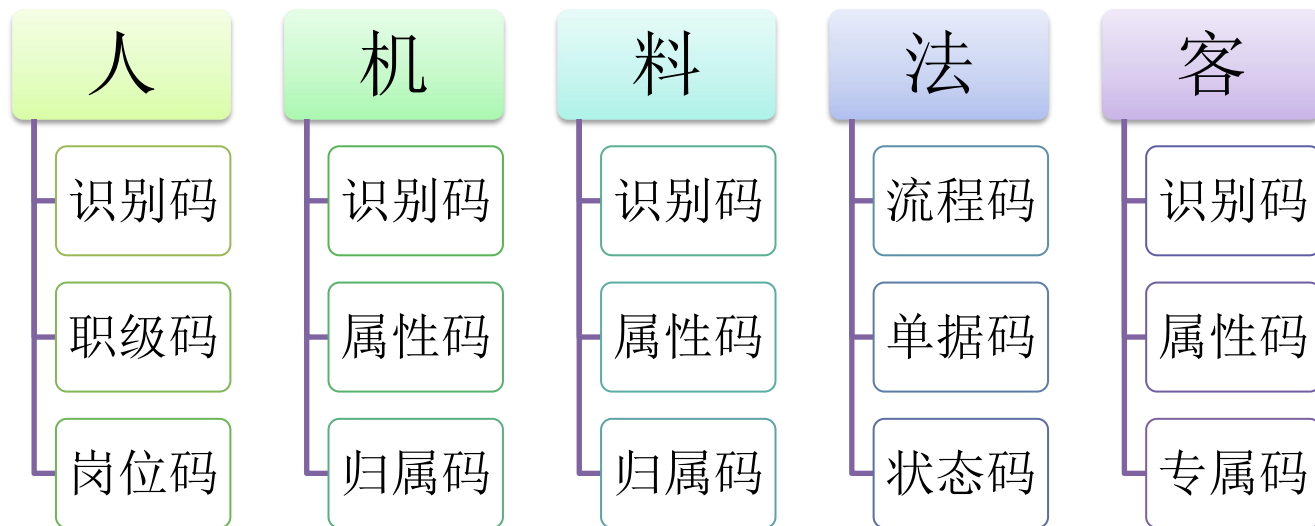 人
识别码
职级码
岗位码
机
识别码
属性码
归属码
料
识别码
属性码
归属码
法
流程码
单据码
状态码
客
识别码
属性码
专属码